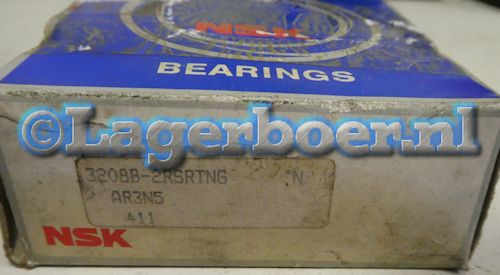 NSK
BEARINGS
©Lagerboer.nl
3208B-2RSRTNG N
AR3N5
411
NSK